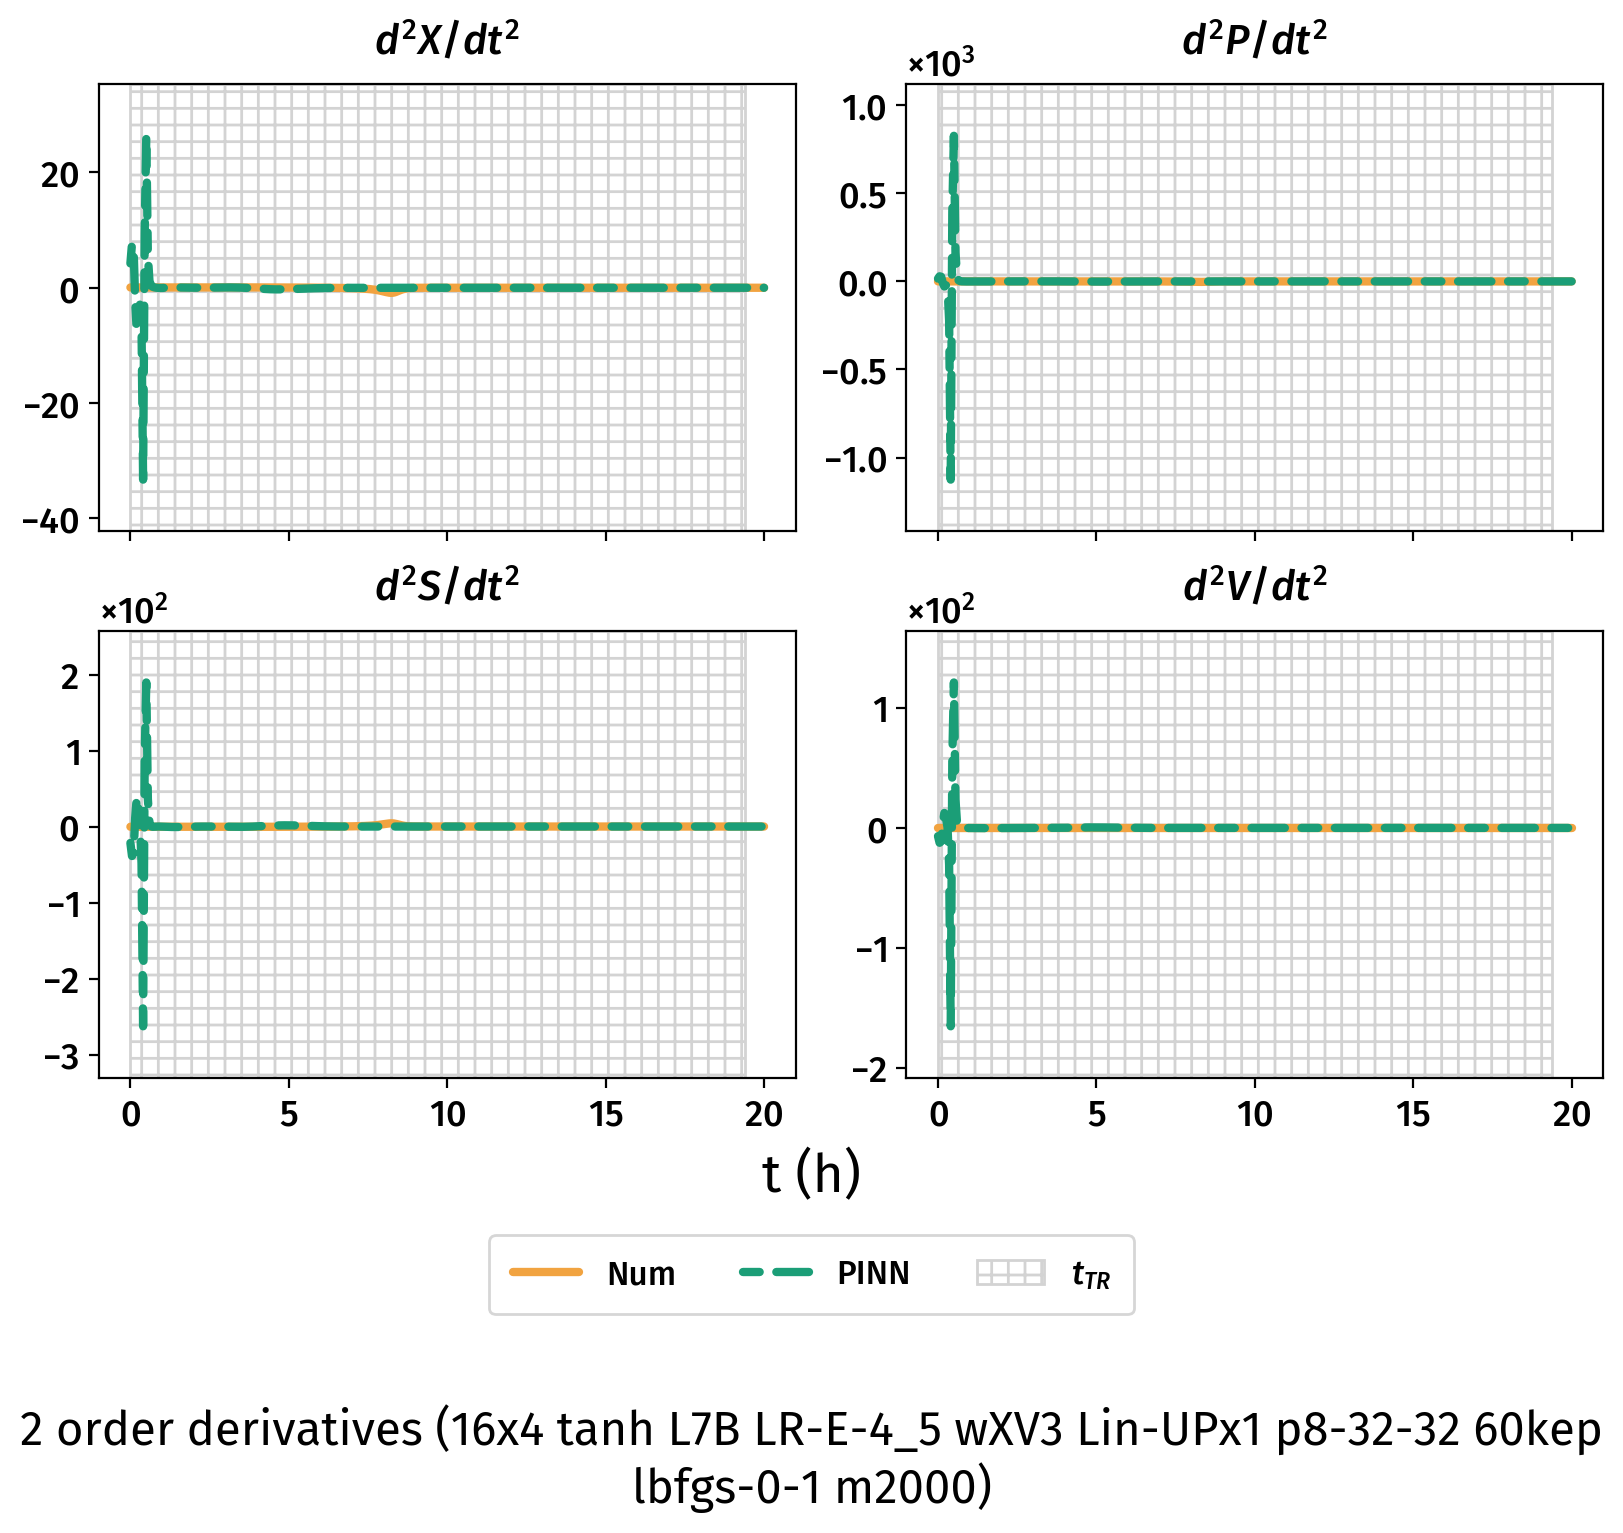 d²X/dt²
d²P/dt²
×10³
20
0
−20
−40
1.0
0.5
0.0
−0.5
−1.0
d²S/dt²
d²V/dt²
×10²
×10²
2
1
0
−1
−2
−3
1
0
−1
−2
0 5 10 15 20
0 5 10 15 20
t (h)
Num PINN t_TR
2 order derivatives (16x4 tanh L7B LR-E-4_5 wXV3 Lin-UPx1 p8-32-32 60kep
lbfgs-0-1 m2000)